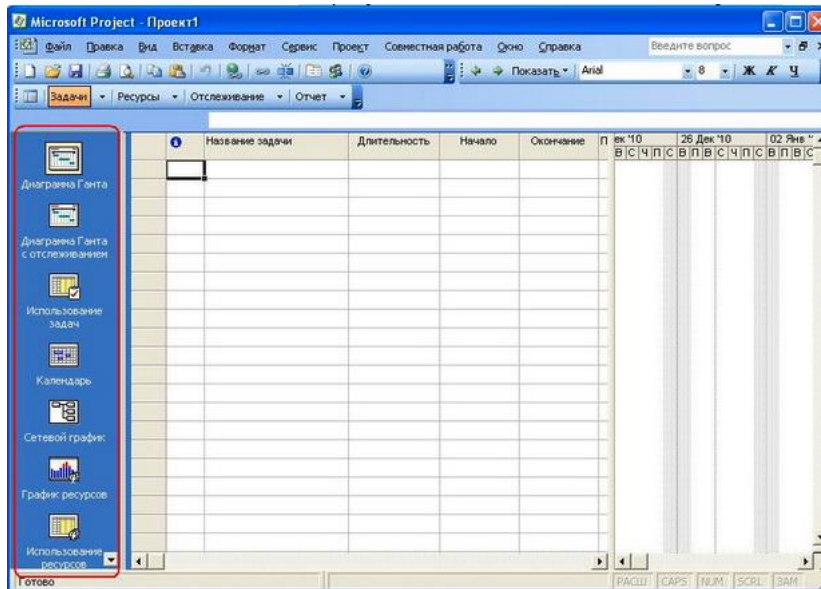 Microsoft Project - Проект1
Файл Правка Вид Вставка Формат Сервис Проект Совместная работа Окно Справка Введите вопрос
Показать Arial 8 Ж К Ч
Задачи Ресурсы Отслеживание Отчет
Название задачи Длительность Начало Окончание П ек '10 26 Дек '10 02 Янв '
В С Ч П С В П В С Ч П С В П В С
Диаграмма Ганта
Диаграмма Ганта
с отслеживанием
Использование
задач
Календарь
Сетевой график
График ресурсов
Использование
ресурсов
Готово РАСШ CAPS NUM SCRL ЗАМ